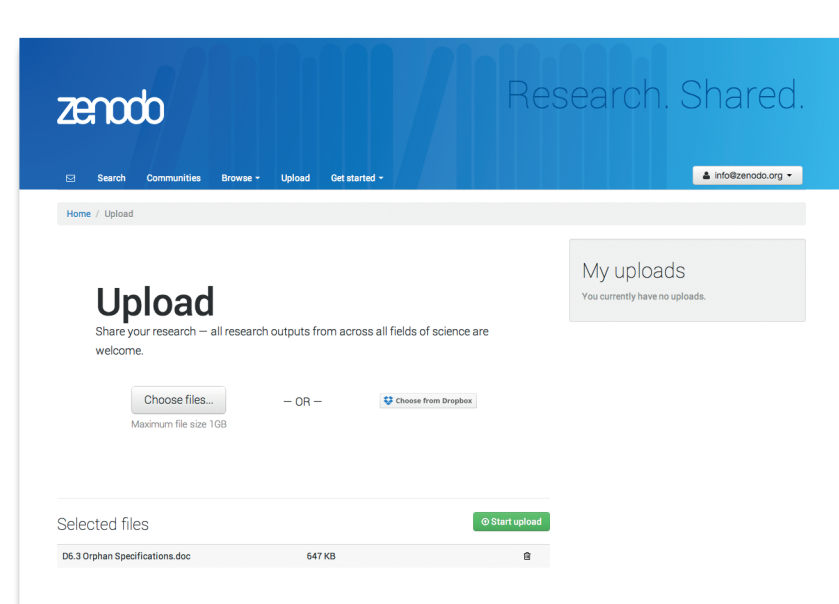 zenodo
Research. Shared.
Search Communities Browse Upload Get started
info@zenodo.org
Home / Upload
My uploads
You currently have no uploads.
Upload
Share your research — all research outputs from across all fields of science are
welcome.
Choose files... — OR — Choose from Dropbox
Maximum file size 1GB
Selected files
Start upload
D6.3 Orphan Specifications.doc 647 KB